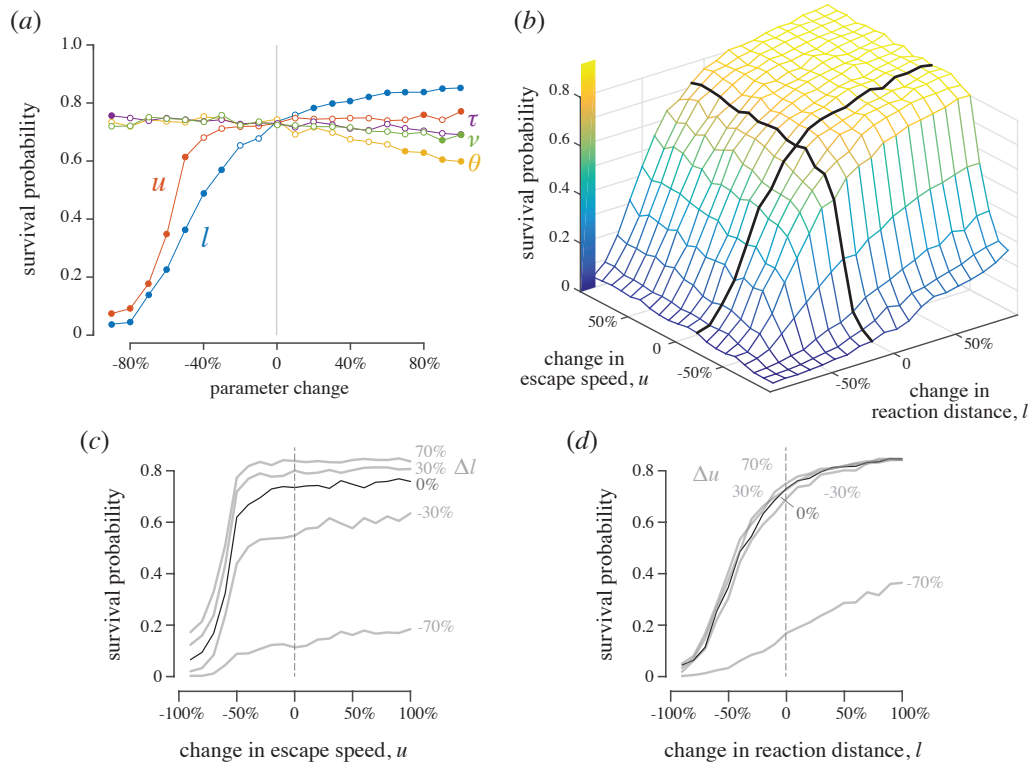 (a)
1.0
0.8
0.6
0.4
0.2
0
survival probability
u
l
τ
ν
θ
-80%
-40%
0
40%
80%
parameter change
(b)
0.8
0.6
0.4
0.2
0
survival probability
50%
0
-50%
change in
escape speed, u
-50%
0
50%
change in
reaction distance, l
(c)
0.8
0.6
0.4
0.2
0
survival probability
70%
30% Δl
0%
-30%
-70%
-100%
-50%
0
50%
100%
change in escape speed, u
(d)
0.8
0.6
0.4
0.2
0
survival probability
Δu
70%
30%
0%
-30%
-70%
-100%
-50%
0
50%
100%
change in reaction distance, l